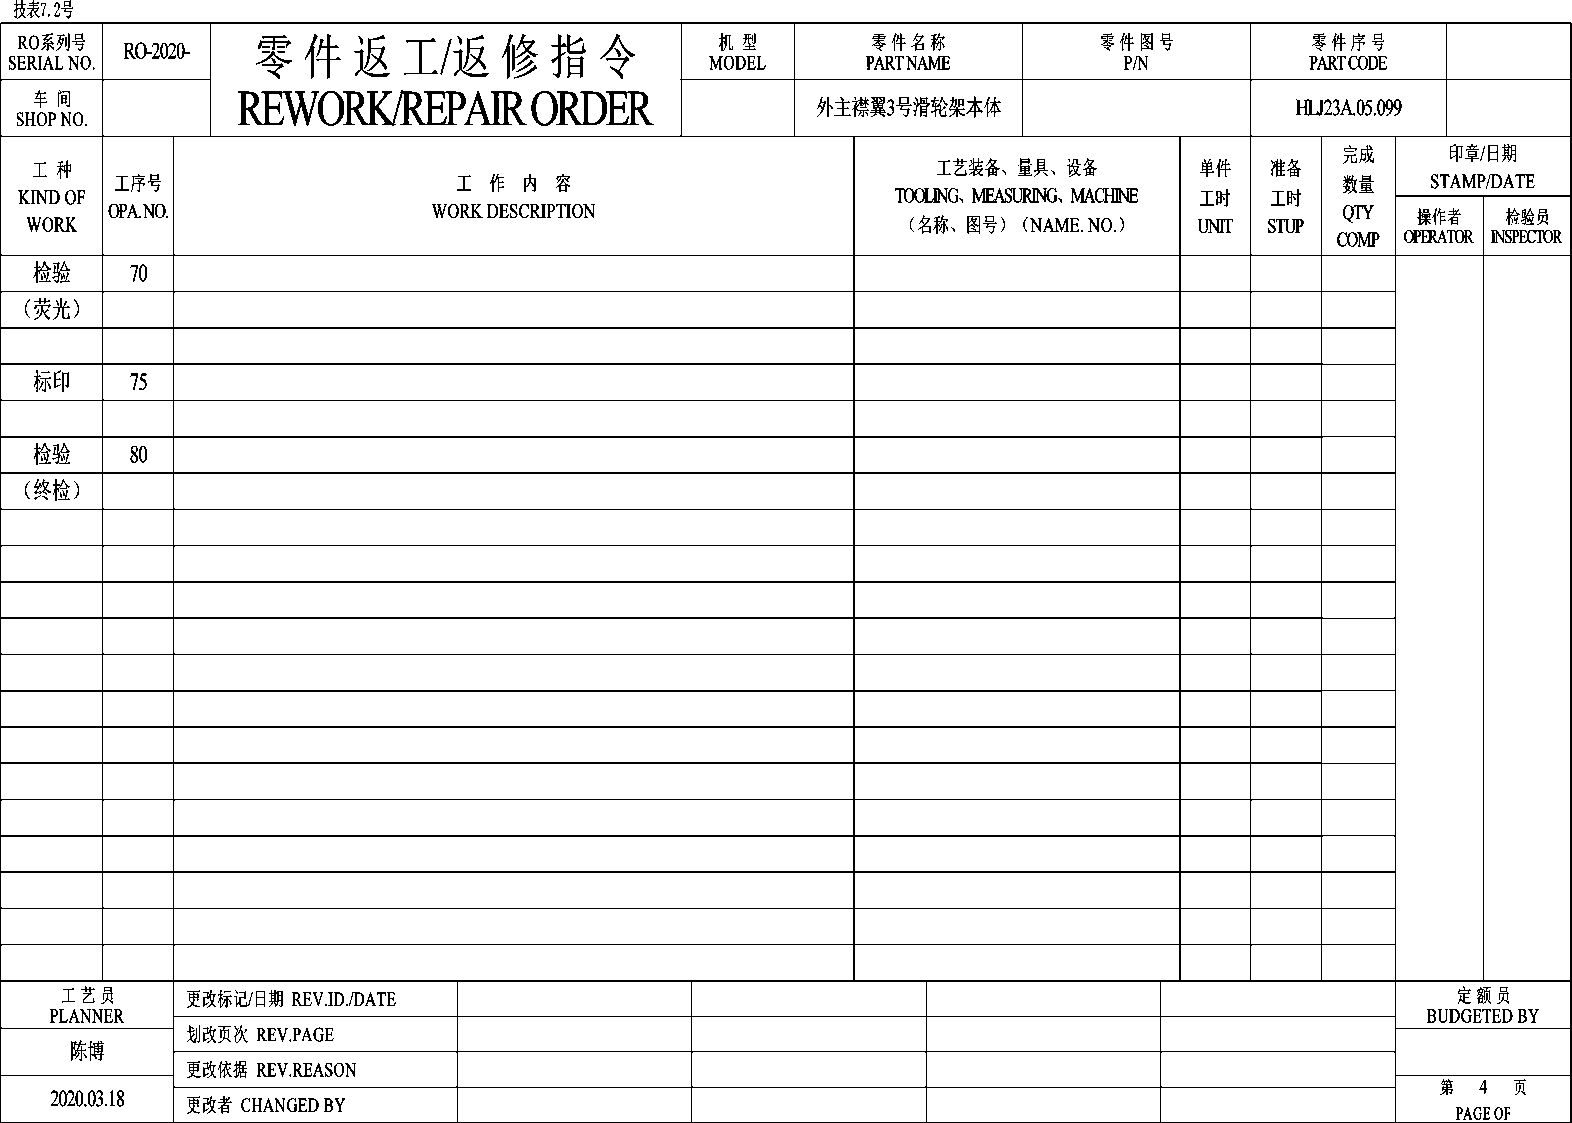 技表7.2号
RO系列号
SERIAL NO.
RO-2020-
零件返工/返修指令
REWORK/REPAIR ORDER
机 型
MODEL
零件名称
PART NAME
零件图号
P/N
零件序号
PART CODE
车 间
SHOP NO.
外主襟翼3号滑轮架本体
HLJ23A.05.099
工 种
KIND OF
WORK
工序号
OPA. NO.
工 作 内 容
WORK DESCRIPTION
工艺装备、量具、设备
TOOLING、MEASURING、MACHINE
（名称、图号）（NAME. NO.）
单件
工时
UNIT
准备
工时
STUP
完成
数量
QTY
COMP
印章/日期
STAMP/DATE
操作者
OPERATOR
检验员
INSPECTOR
检验 70
（荧光）
标印 75
检验 80
（终检）
工艺员
PLANNER
陈博
2020.03.18
更改标记/日期 REV.ID./DATE
划改页次 REV.PAGE
更改依据 REV.REASON
更改者 CHANGED BY
定额员
BUDGETED BY
第 4 页
PAGE OF